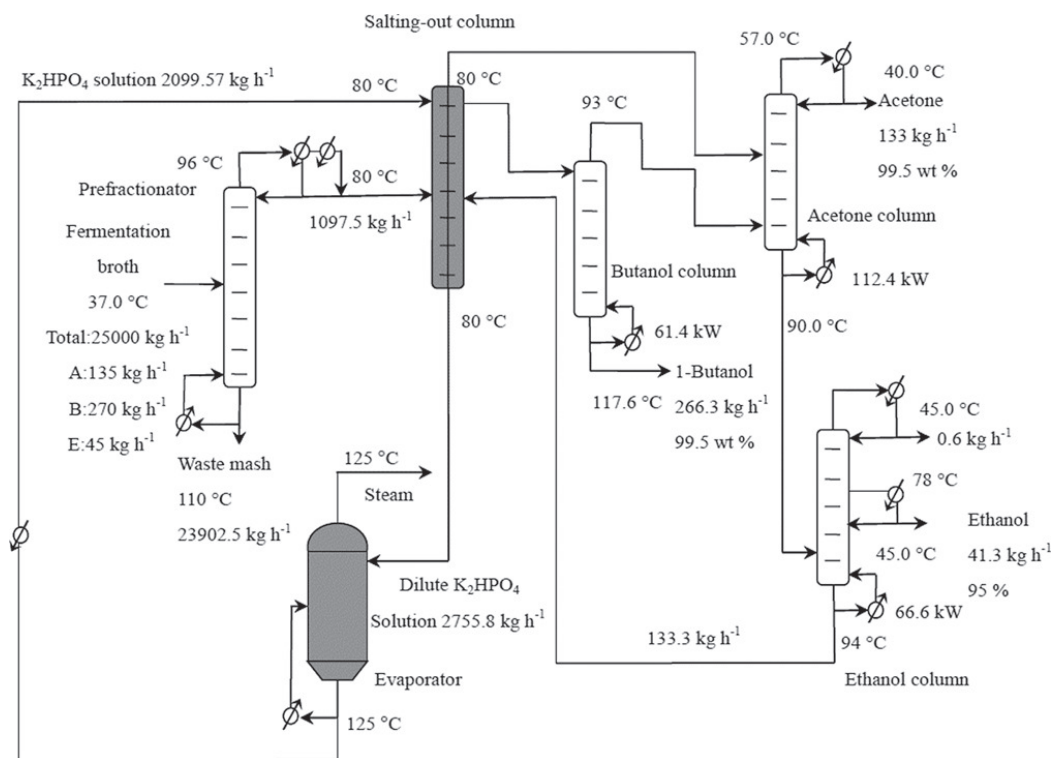 Salting-out column
K₂HPO₄ solution 2099.57 kg h⁻¹
80 °C
80 °C
57.0 °C
40.0 °C
Acetone
133 kg h⁻¹
99.5 wt %
Acetone column
112.4 kW
90.0 °C
93 °C
96 °C
Prefractionator
80 °C
1097.5 kg h⁻¹
Fermentation
broth
37.0 °C
Total:25000 kg h⁻¹
A:135 kg h⁻¹
B:270 kg h⁻¹
E:45 kg h⁻¹
Waste mash
110 °C
23902.5 kg h⁻¹
80 °C
Butanol column
61.4 kW
1-Butanol
117.6 °C
266.3 kg h⁻¹
99.5 wt %
125 °C
Steam
Dilute K₂HPO₄
Solution 2755.8 kg h⁻¹
Evaporator
125 °C
45.0 °C
0.6 kg h⁻¹
78 °C
Ethanol
45.0 °C
41.3 kg h⁻¹
95 %
66.6 kW
133.3 kg h⁻¹
94 °C
Ethanol column